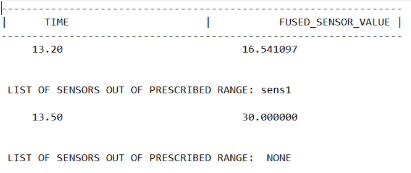 --------------------------------------------------------------------
| TIME | FUSED_SENSOR_VALUE |
--------------------------------------------------------------------
13.20 16.541097
LIST OF SENSORS OUT OF PRESCRIBED RANGE: sens1
13.50 30.000000
LIST OF SENSORS OUT OF PRESCRIBED RANGE: NONE